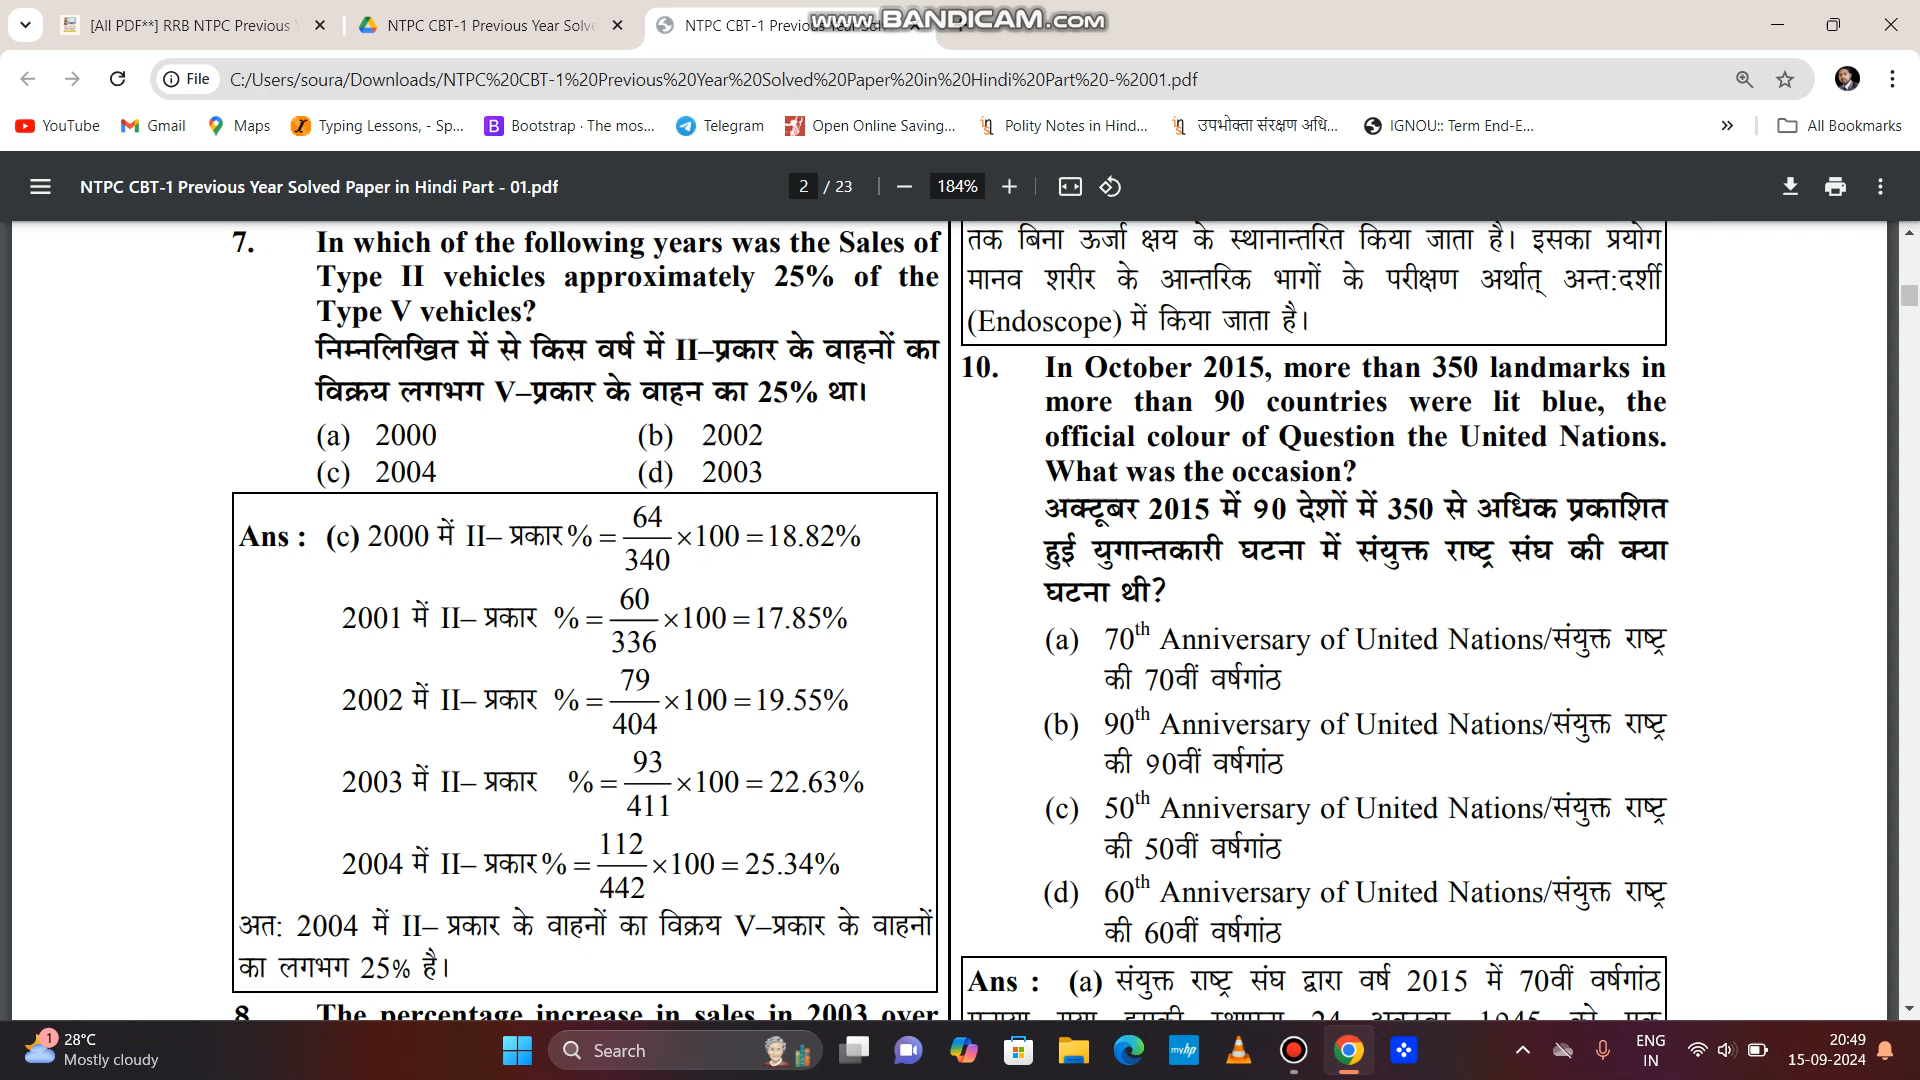 [All PDF**] RRB NTPC Previous
NTPC CBT-1 Previous Year Solve
NTPC CBT-1 Previous Year Solv
www.BANDICAM.com
File
C:/Users/soura/Downloads/NTPC%20CBT-1%20Previous%20Year%20Solved%20Paper%20in%20Hindi%20Part%20-%2001.pdf
YouTube
Gmail
Maps
Typing Lessons, - Sp...
Bootstrap · The mos...
Telegram
Open Online Saving...
Polity Notes in Hind...
उपभोक्ता संरक्षण अधि...
IGNOU:: Term End-E...
All Bookmarks
NTPC CBT-1 Previous Year Solved Paper in Hindi Part - 01.pdf
2 / 23
184%
7. In which of the following years was the Sales of
Type II vehicles approximately 25% of the
Type V vehicles?
निम्नलिखित में से किस वर्ष में II–प्रकार के वाहनों का
विक्रय लगभग V–प्रकार के वाहन का 25% था।
(a) 2000 (b) 2002
(c) 2004 (d) 2003
Ans : (c) 2000 में II– प्रकार % = 64/340 ×100 = 18.82%
2001 में II– प्रकार % = 60/336 ×100 = 17.85%
2002 में II– प्रकार % = 79/404 ×100 = 19.55%
2003 में II– प्रकार % = 93/411 ×100 = 22.63%
2004 में II– प्रकार % = 112/442 ×100 = 25.34%
अत: 2004 में II– प्रकार के वाहनों का विक्रय V–प्रकार के वाहनों
का लगभग 25% है।
8. The percentage increase in sales in 2003 over
तक बिना ऊर्जा क्षय के स्थानान्तरित किया जाता है। इसका प्रयोग
मानव शरीर के आन्तरिक भागों के परीक्षण अर्थात् अन्त:दर्शी
(Endoscope) में किया जाता है।
10. In October 2015, more than 350 landmarks in
more than 90 countries were lit blue, the
official colour of Question the United Nations.
What was the occasion?
अक्टूबर 2015 में 90 देशों में 350 से अधिक प्रकाशित
हुई युगान्तकारी घटना में संयुक्त राष्ट्र संघ की क्या
घटना थी?
(a) 70th Anniversary of United Nations/संयुक्त राष्ट्र
की 70वीं वर्षगांठ
(b) 90th Anniversary of United Nations/संयुक्त राष्ट्र
की 90वीं वर्षगांठ
(c) 50th Anniversary of United Nations/संयुक्त राष्ट्र
की 50वीं वर्षगांठ
(d) 60th Anniversary of United Nations/संयुक्त राष्ट्र
की 60वीं वर्षगांठ
Ans : (a) संयुक्त राष्ट्र संघ द्वारा वर्ष 2015 में 70वीं वर्षगांठ
1
28°C
Mostly cloudy
Search
myhp
ENG
IN
20:49
15-09-2024